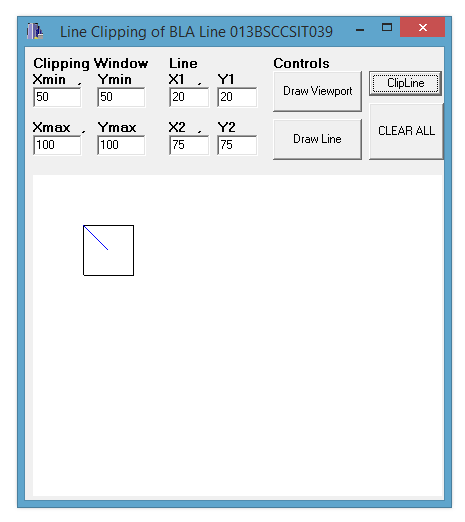 Line Clipping of BLA Line 013BSCCSIT039
Clipping Window Line Controls
Xmin , Ymin X1 , Y1
50 50 20 20
Draw Viewport ClipLine
Xmax , Ymax X2 , Y2
100 100 75 75
Draw Line CLEAR ALL